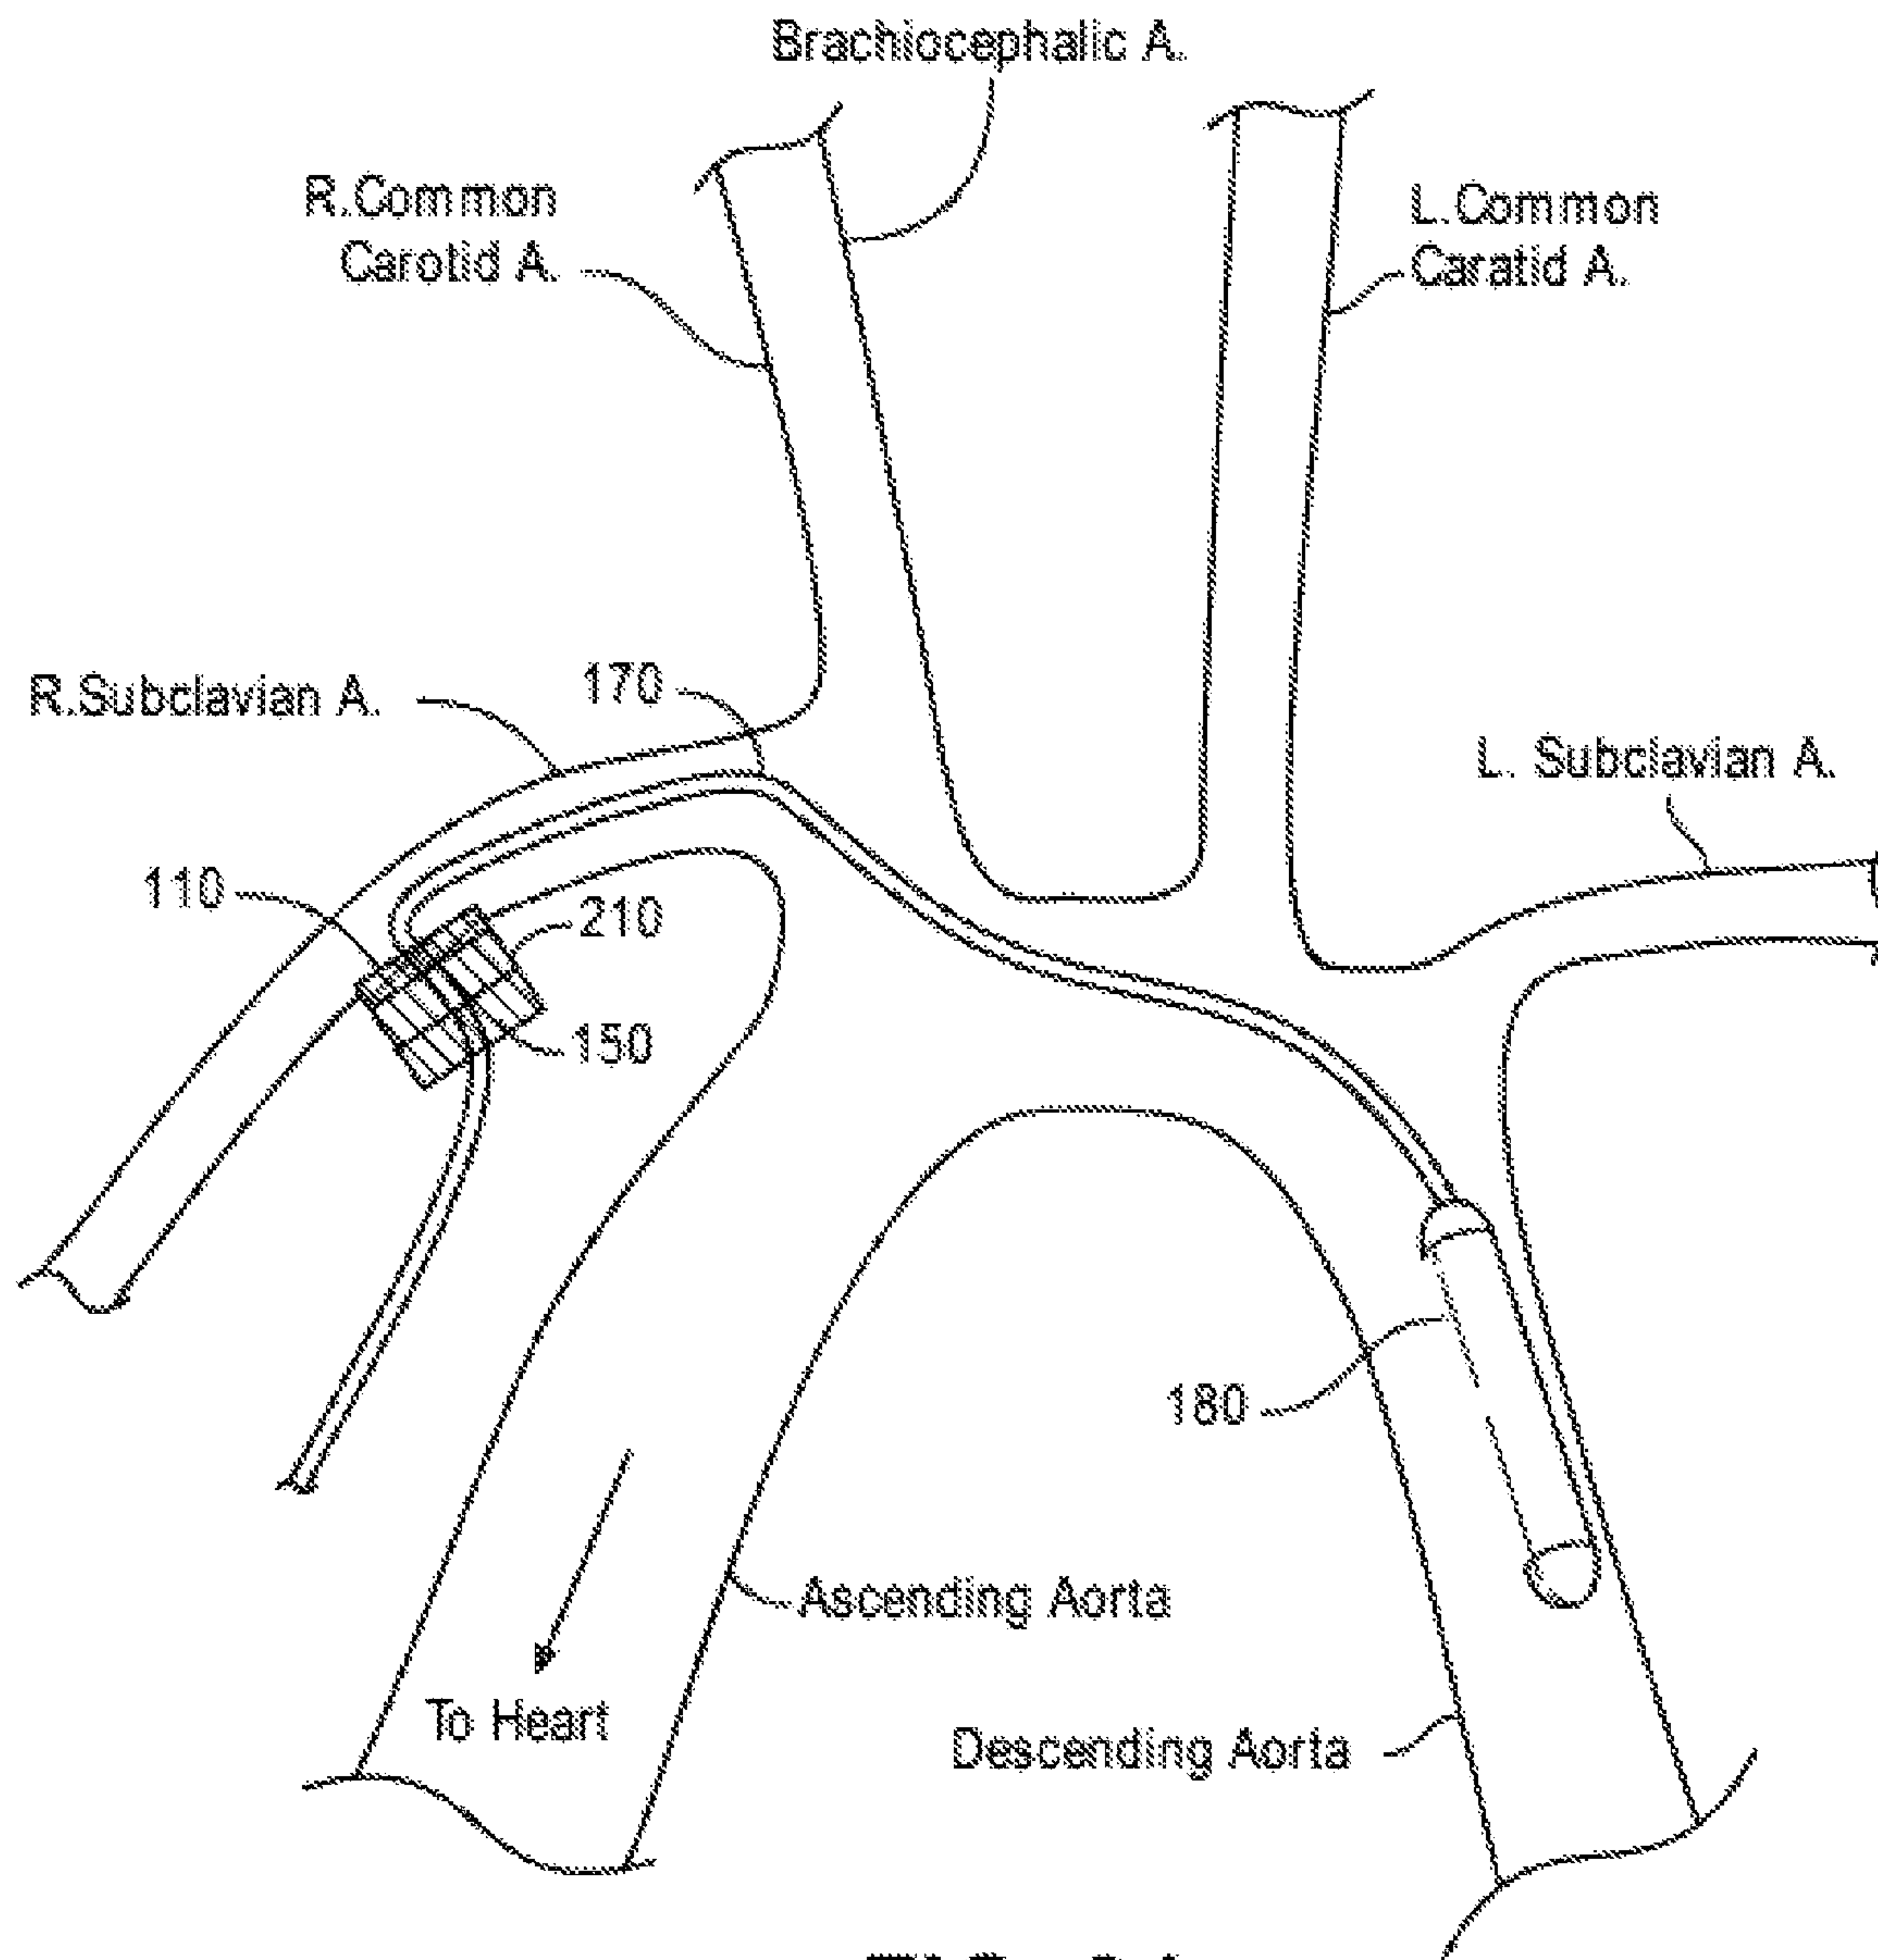 Brachiocephalic A.
R.Common
Carotid A.
L.Common
Caratid A.
R.Subclavian A.
170
L. Subclavian A.
110
210
150
180
Ascending Aorta
To Heart
Descending Aorta